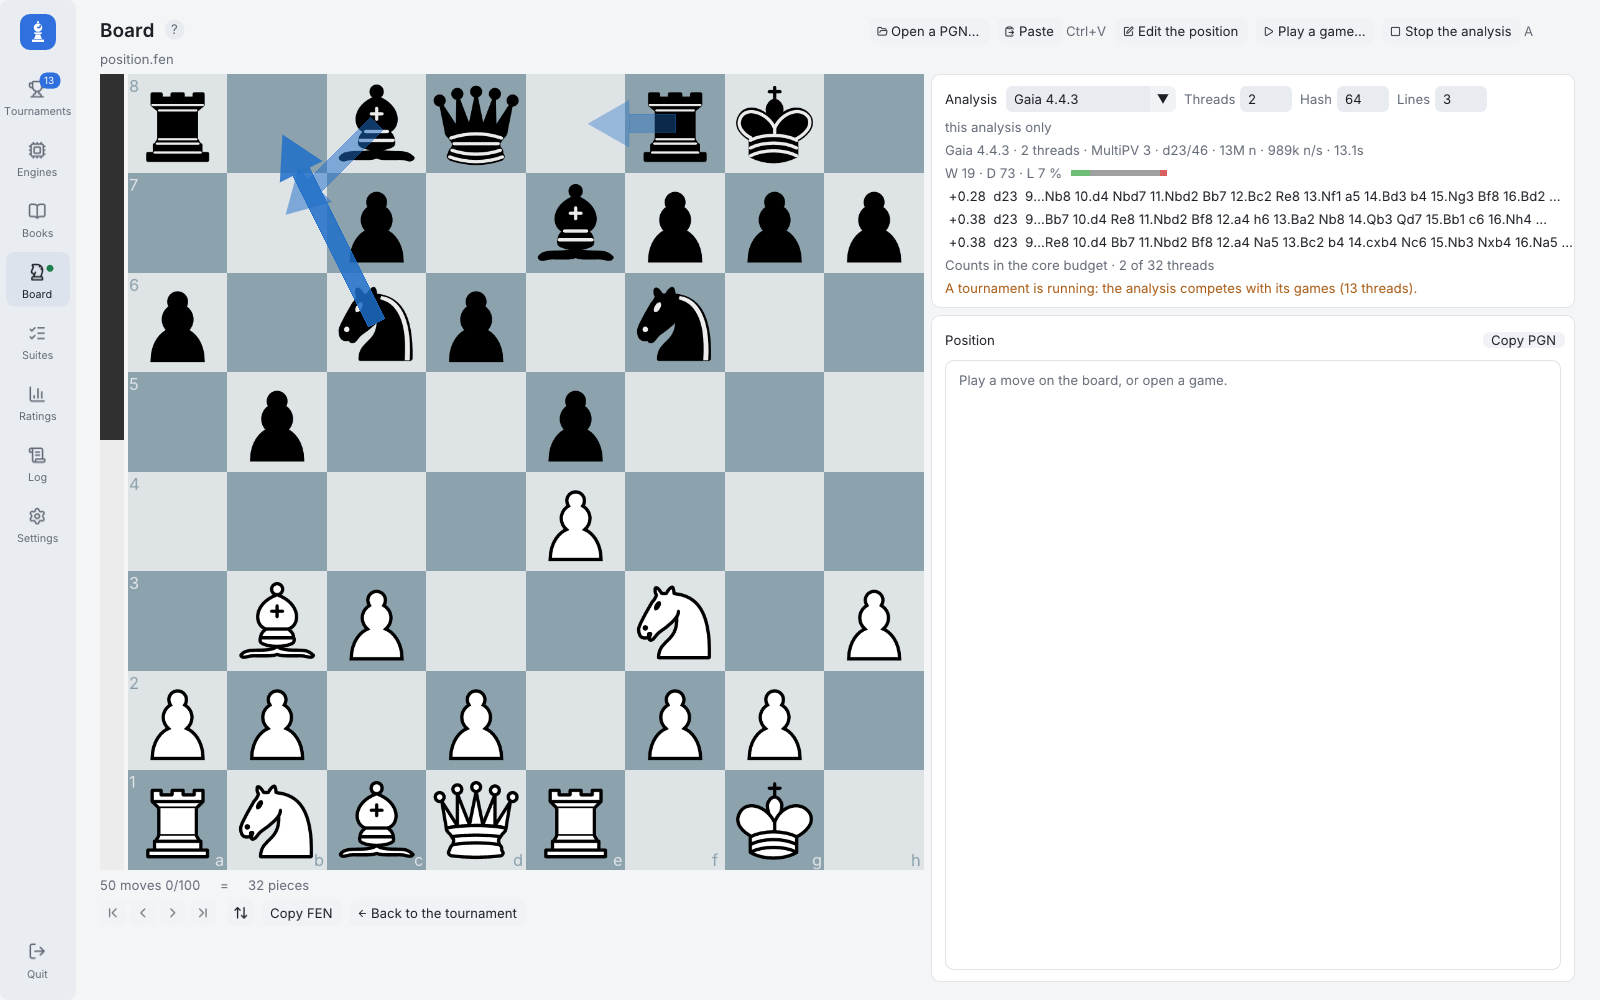 Board ?
Open a PGN... Paste Ctrl+V Edit the position Play a game... Stop the analysis A
position.fen
13
Tournaments
Engines
Books
Board
Suites
Ratings
Log
Settings
Quit
8
7
6
5
4
3
2
1
a b c d e f g h
50 moves 0/100 = 32 pieces
Copy FEN ← Back to the tournament
Analysis Gaia 4.4.3 ▼ Threads 2 Hash 64 Lines 3
this analysis only
Gaia 4.4.3 · 2 threads · MultiPV 3 · d23/46 · 13M n · 989k n/s · 13.1s
W 19 · D 73 · L 7 %
+0.28 d23 9...Nb8 10.d4 Nbd7 11.Nbd2 Bb7 12.Bc2 Re8 13.Nf1 a5 14.Bd3 b4 15.Ng3 Bf8 16.Bd2 ...
+0.38 d23 9...Bb7 10.d4 Re8 11.Nbd2 Bf8 12.a4 h6 13.Ba2 Nb8 14.Qb3 Qd7 15.Bb1 c6 16.Nh4 ...
+0.38 d23 9...Re8 10.d4 Bb7 11.Nbd2 Bf8 12.a4 Na5 13.Bc2 b4 14.cxb4 Nc6 15.Nb3 Nxb4 16.Na5 ...
Counts in the core budget · 2 of 32 threads
A tournament is running: the analysis competes with its games (13 threads).
Position Copy PGN
Play a move on the board, or open a game.